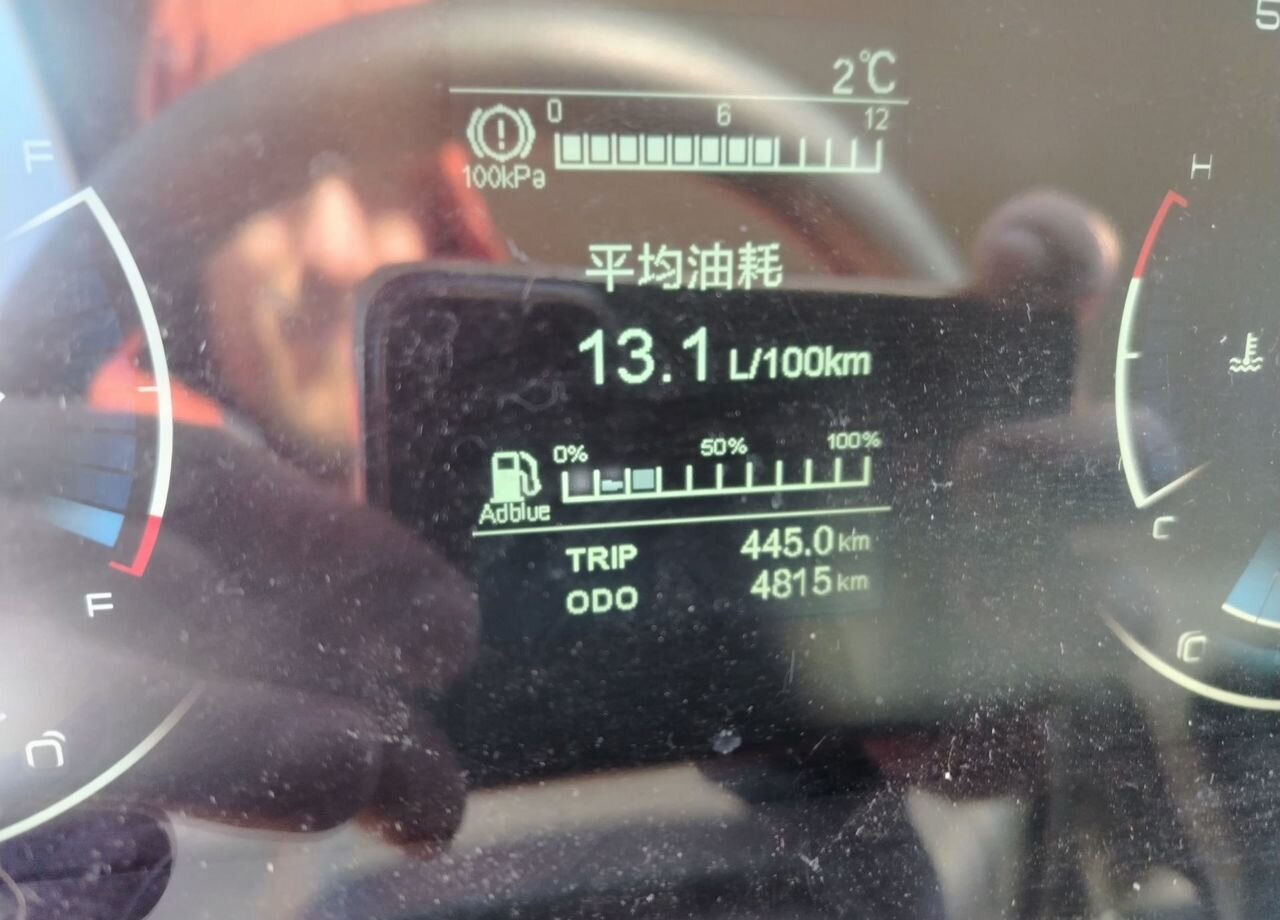 5
2℃
0 6 12
100kPa
F
H
平均油耗
13.1 L/100km
0% 50% 100%
Adblue
TRIP 445.0 km
ODO 4815 km
C
F